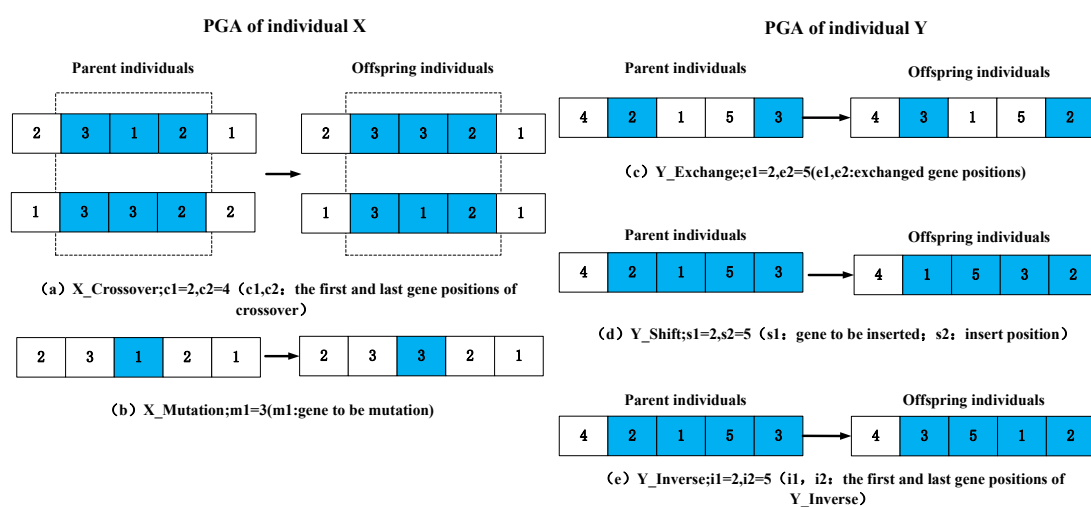 PGA of individual X
Parent individuals Offspring individuals
2 3 1 2 1 2 3 3 2 1
1 3 3 2 2 1 3 1 2 1
（a）X_Crossover;c1=2,c2=4（c1,c2：the first and last gene positions of
crossover）
2 3 1 2 1 2 3 3 2 1
（b）X_Mutation;m1=3(m1:gene to be mutation)
PGA of individual Y
Parent individuals Offspring individuals
4 2 1 5 3 4 3 1 5 2
（c）Y_Exchange;e1=2,e2=5(e1,e2:exchanged gene positions)
Parent individuals Offspring individuals
4 2 1 5 3 4 1 5 3 2
（d）Y_Shift;s1=2,s2=5（s1：gene to be inserted；s2：insert position）
Parent individuals Offspring individuals
4 2 1 5 3 4 3 5 1 2
（e）Y_Inverse;i1=2,i2=5（i1，i2：the first and last gene positions of
Y_Inverse）